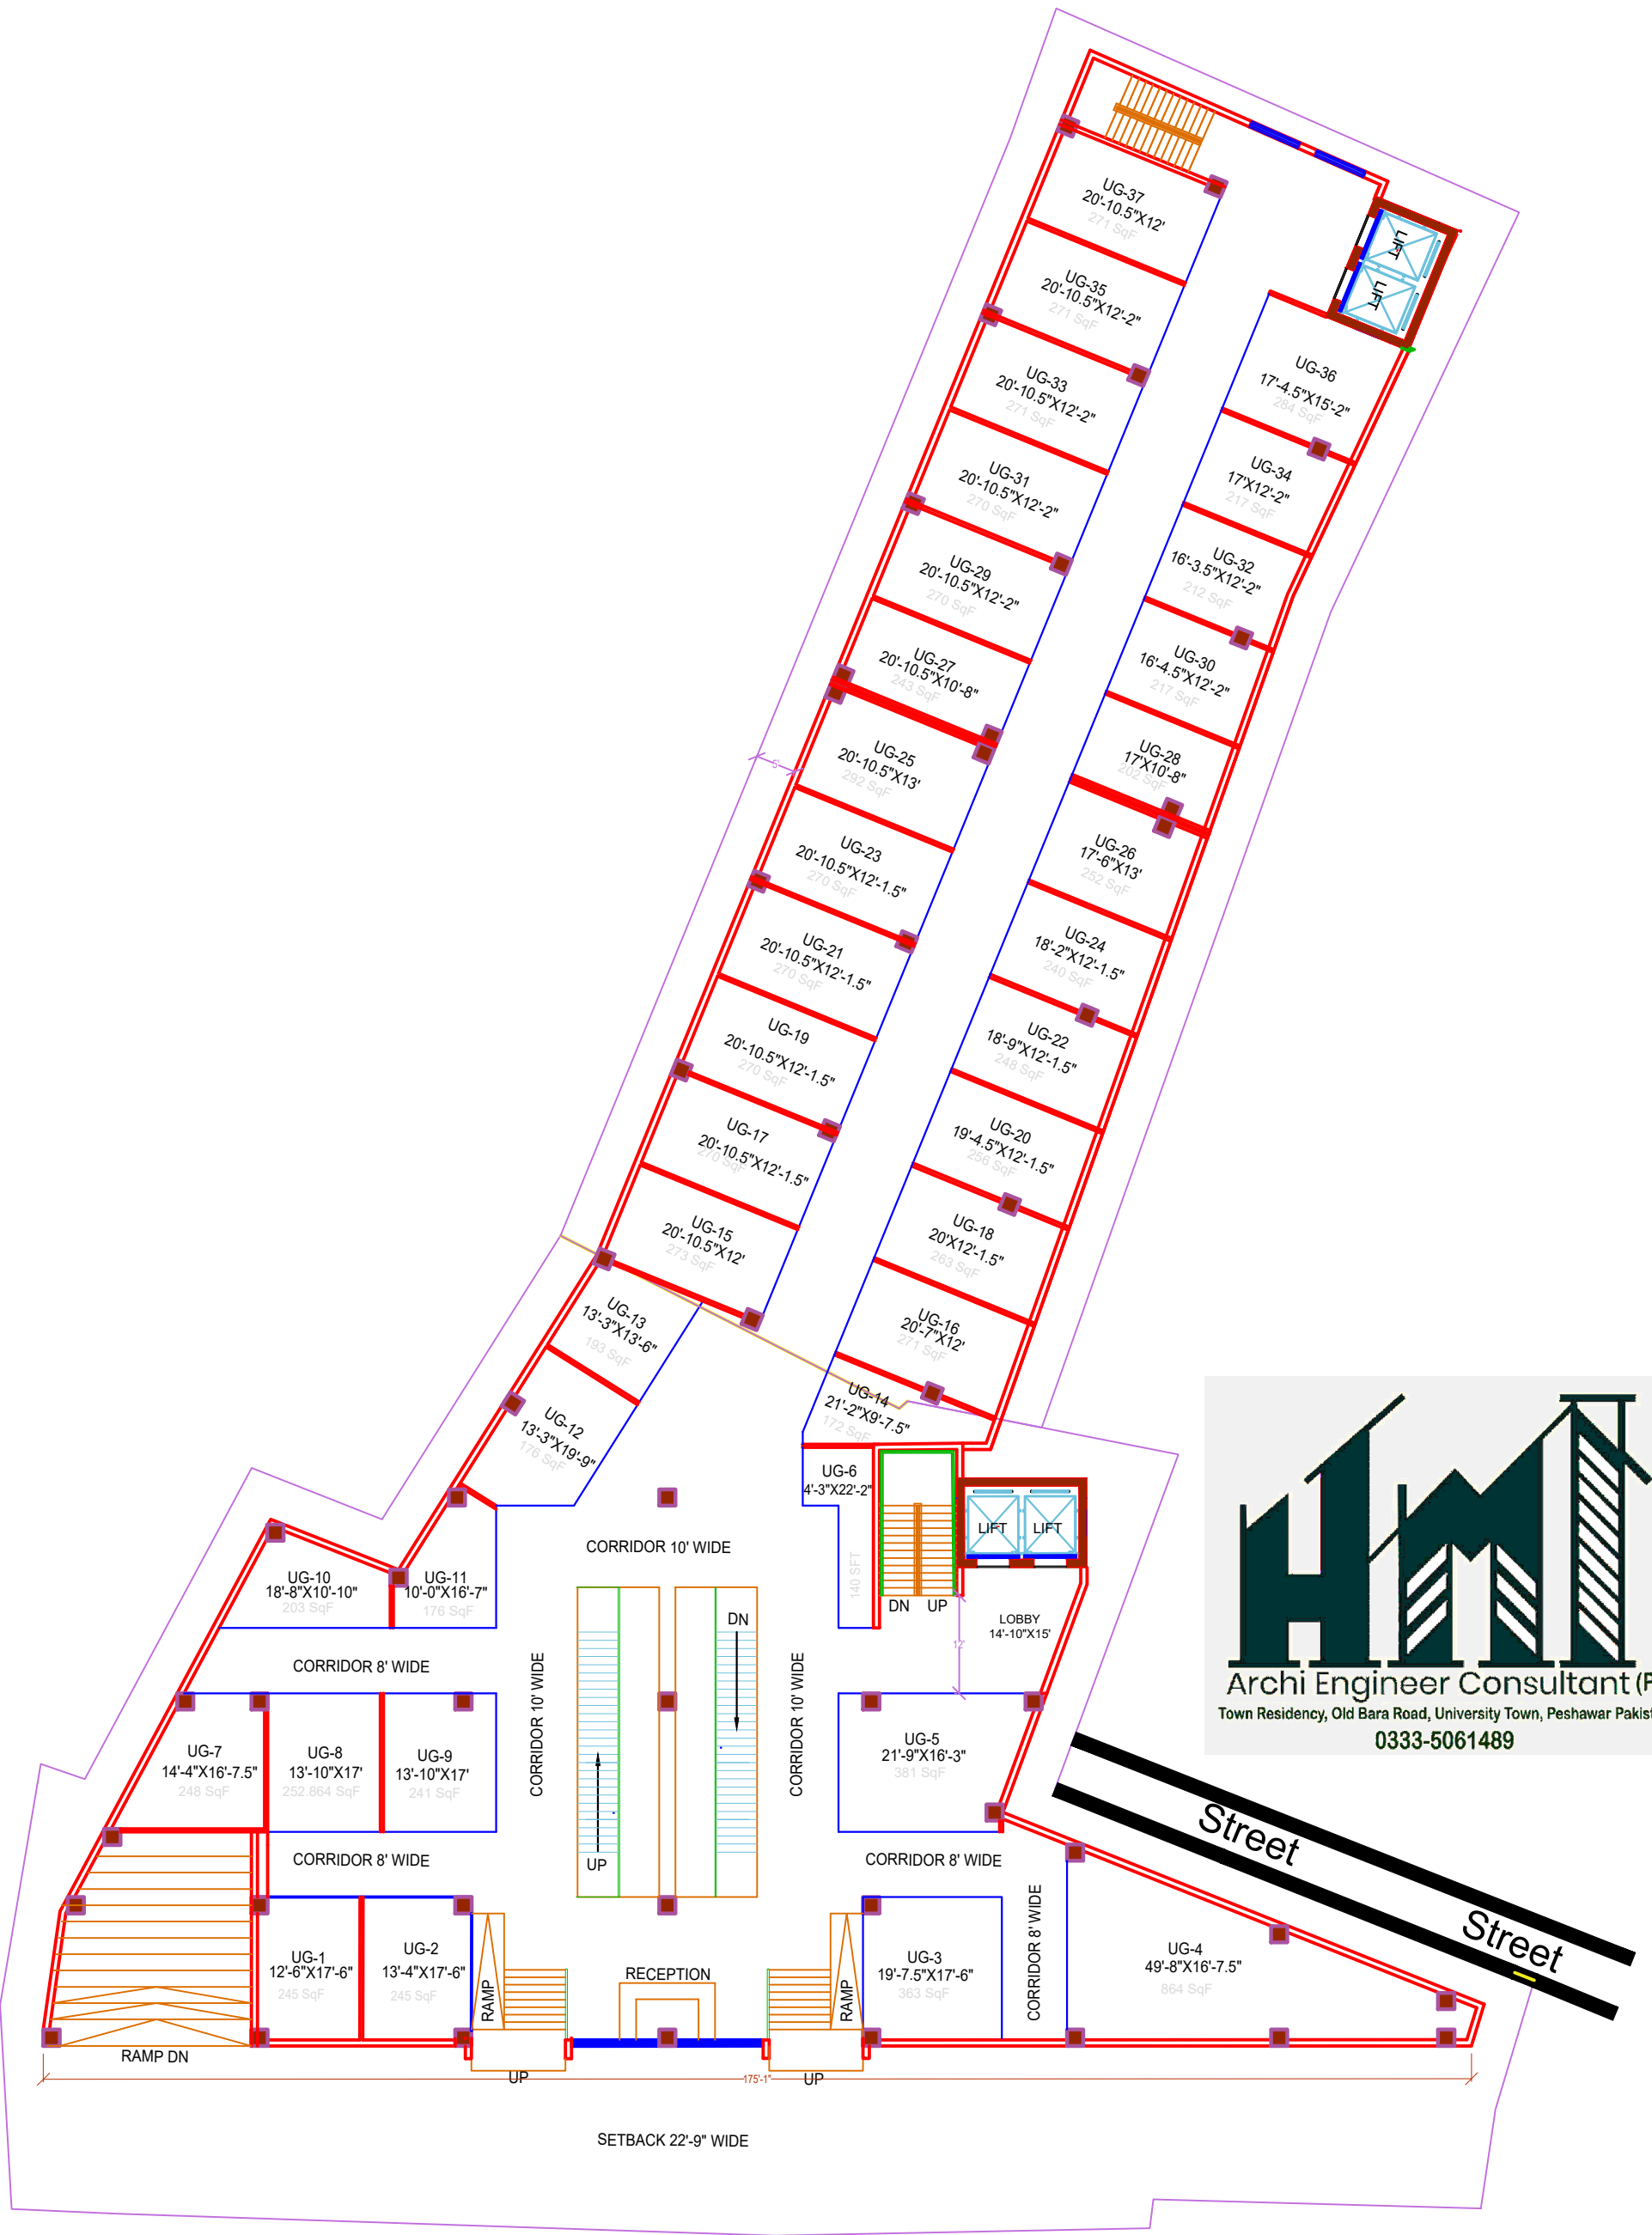 UG-37
20'-10.5"X12'
271 SqF
LIFT
LIFT
UG-35
20'-10.5"X12'-2"
271 SqF
UG-36
17'-4.5"X15'-2"
284 SqF
UG-33
20'-10.5"X12'-2"
271 SqF
UG-34
17'X12'-2"
217 SqF
UG-31
20'-10.5"X12'-2"
270 SqF
UG-32
16'-3.5"X12'-2"
212 SqF
UG-29
20'-10.5"X12'-2"
270 SqF
UG-30
16'-4.5"X12'-2"
217 SqF
UG-27
20'-10.5"X10'-8"
243 SqF
UG-28
17'X10'-8"
202 SqF
5'
UG-25
20'-10.5"X13'
292 SqF
UG-26
17'-6"X13'
252 SqF
UG-23
20'-10.5"X12'-1.5"
270 SqF
UG-24
18'-2"X12'-1.5"
240 SqF
UG-21
20'-10.5"X12'-1.5"
270 SqF
UG-22
18'-9"X12'-1.5"
248 SqF
UG-19
20'-10.5"X12'-1.5"
270 SqF
UG-20
19'-4.5"X12'-1.5"
256 SqF
UG-17
20'-10.5"X12'-1.5"
270 SqF
UG-18
20'X12'-1.5"
263 SqF
UG-15
20'-10.5"X12'
273 SqF
UG-16
20'-7"X12'
271 SqF
UG-13
13'-3"X13'-6"
193 SqF
UG-14
21'-2"X9'-7.5"
172 SqF
UG-12
13'-3"X19'-9"
176 SqF
UG-6
4'-3"X22'-2"
140 SFT
LIFT
LIFT
DN
UP
LOBBY
14'-10"X15'
12'
CORRIDOR 10' WIDE
UG-10
18'-8"X10'-10"
203 SqF
UG-11
10'-0"X16'-7"
176 SqF
CORRIDOR 8' WIDE
CORRIDOR 10' WIDE
DN
UP
CORRIDOR 10' WIDE
UG-7
14'-4"X16'-7.5"
248 SqF
UG-8
13'-10"X17'
252.864 SqF
UG-9
13'-10"X17'
241 SqF
UG-5
21'-9"X16'-3"
381 SqF
CORRIDOR 8' WIDE
CORRIDOR 8' WIDE
UG-1
12'-6"X17'-6"
245 SqF
UG-2
13'-4"X17'-6"
245 SqF
RAMP
RECEPTION
RAMP
UG-3
19'-7.5"X17'-6"
363 SqF
CORRIDOR 8' WIDE
UG-4
49'-8"X16'-7.5"
864 SqF
Street
Street
RAMP DN
UP
175'-1"
UP
SETBACK 22'-9" WIDE
HMT
Archi Engineer Consultant (P
Town Residency, Old Bara Road, University Town, Peshawar Pakis
0333-5061489